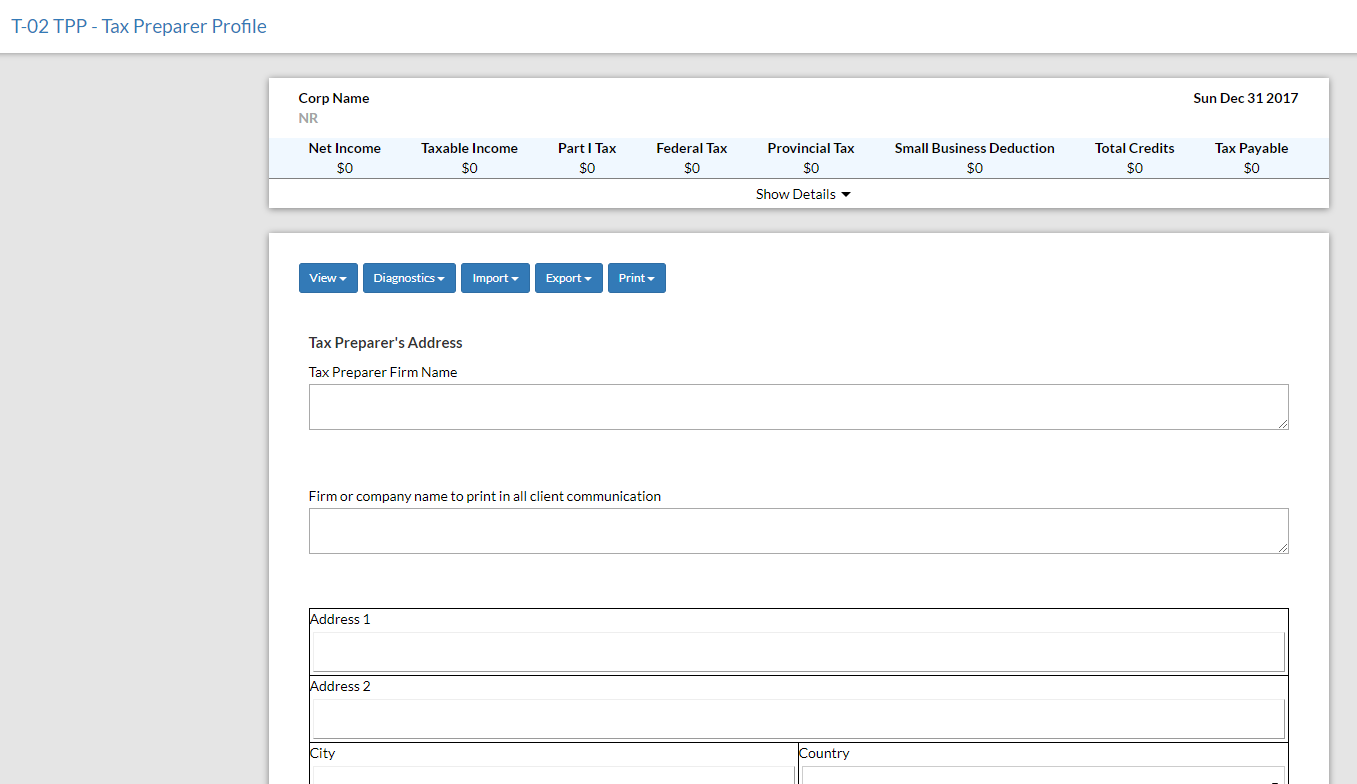 T-02 TPP - Tax Preparer Profile
Corp Name Sun Dec 31 2017
NR
Net Income Taxable Income Part I Tax Federal Tax Provincial Tax Small Business Deduction Total Credits Tax Payable
$0 $0 $0 $0 $0 $0 $0 $0
Show Details
View Diagnostics Import Export Print
Tax Preparer's Address
Tax Preparer Firm Name
Firm or company name to print in all client communication
Address 1
Address 2
City Country